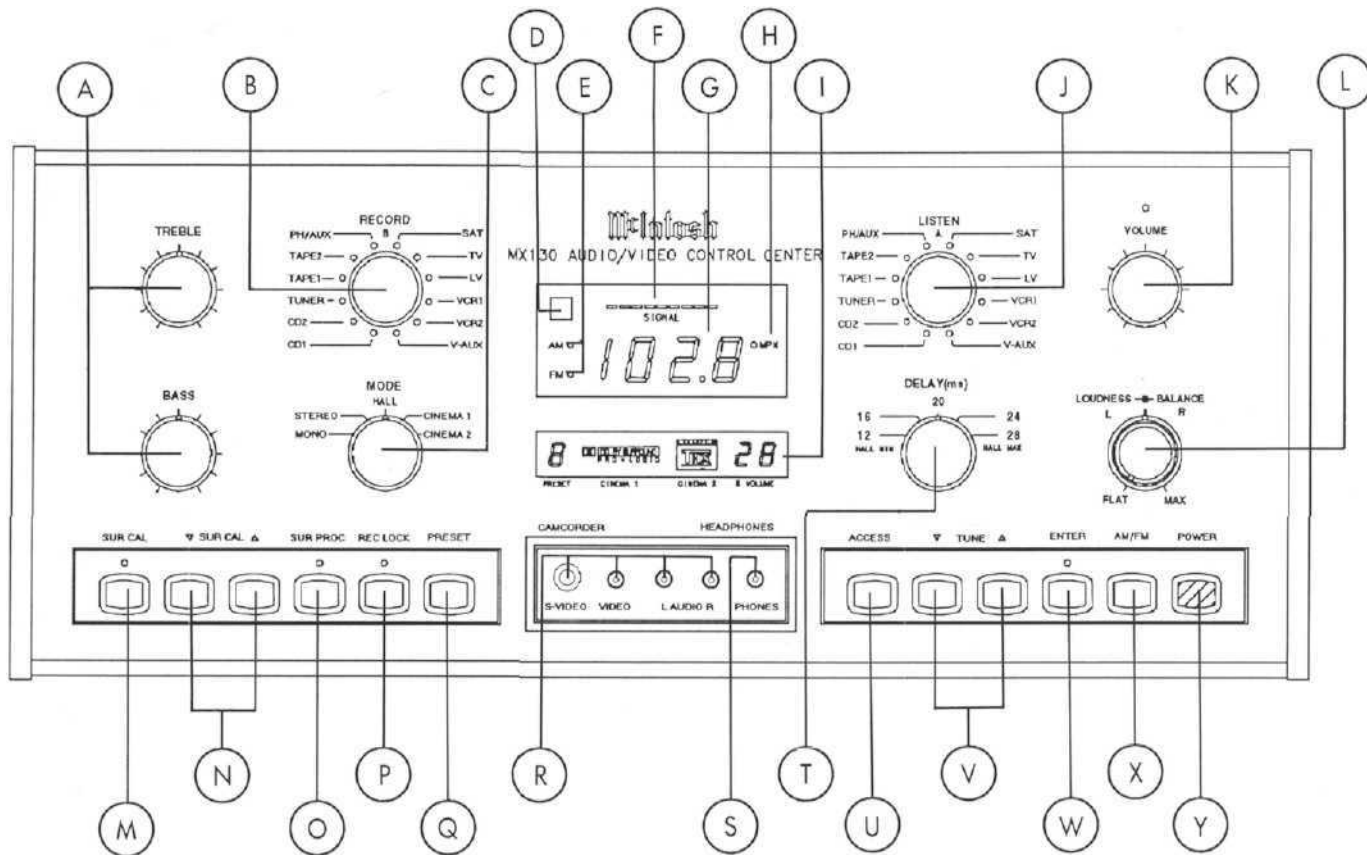 D F H
A B C E G I J K L
RECORD
B
PH/AUX SAT
TAPE2 TV
TAPE1 LV
TUNER VCR1
CD2 VCR2
CD1 V-AUX
TREBLE
McIntosh
MX130 AUDIO/VIDEO CONTROL CENTER
LISTEN
A
PH/AUX SAT
TAPE2 TV
TAPE1 LV
TUNER VCR1
CD2 VCR2
CD1 V-AUX
VOLUME
SIGNAL
AM
FM
102.8
MPX
BASS
MODE
HALL
STEREO CINEMA 1
MONO CINEMA 2
DELAY(ms)
20
16 24
12 28
HALL MIN HALL MAX
LOUDNESS BALANCE
L R
FLAT MAX
8 PRO • LOGIC THX 28
PRESET CINEMA 1 CINEMA 2 VOLUME
SUR CAL ▽ SUR CAL △ SUR PROC REC LOCK PRESET
CAMCORDER HEADPHONES
S-VIDEO VIDEO L AUDIO R PHONES
ACCESS ▽ TUNE △ ENTER AM/FM POWER
N P R T V X
M O Q S U W Y